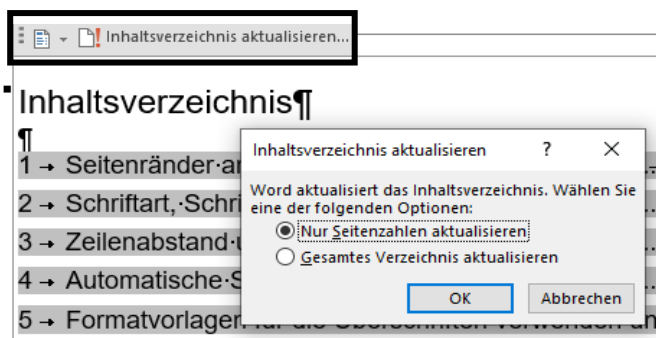 Inhaltsverzeichnis aktualisieren...
Inhaltsverzeichnis¶
¶
Inhaltsverzeichnis aktualisieren ? ×
Word aktualisiert das Inhaltsverzeichnis. Wählen Sie
eine der folgenden Optionen:
Nur Seitenzahlen aktualisieren
Gesamtes Verzeichnis aktualisieren
OK Abbrechen
1 → Seitenränder·
2 → Schriftart,·
3 → Zeilenabstand·
4 → Automatische·
5 → Formatvorlagen für die Überschriften verwenden